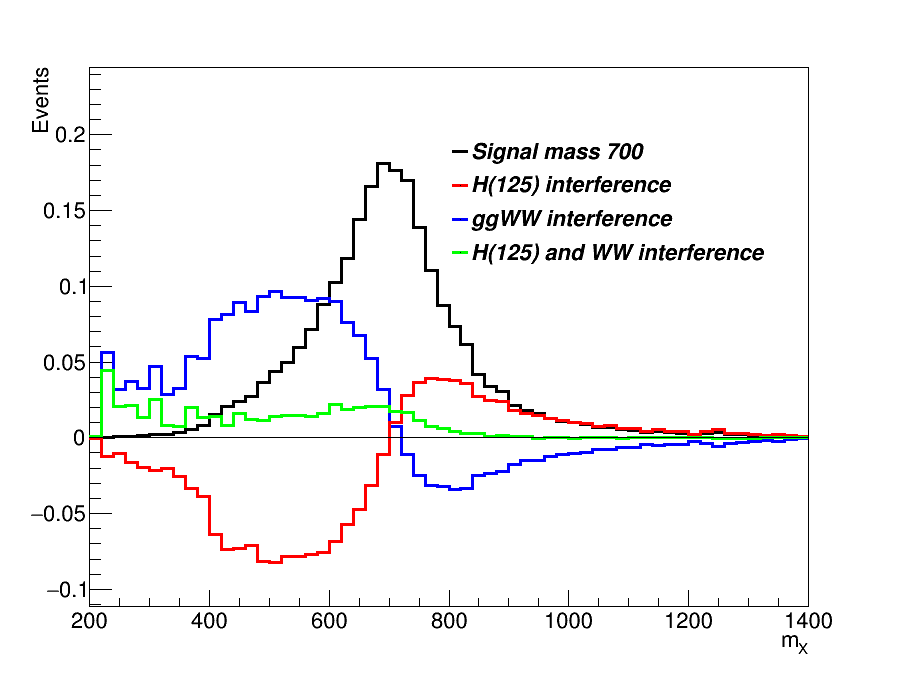 Events
0.2
0.15
0.1
0.05
0
−0.05
−0.1
Signal mass 700
H(125) interference
ggWW interference
H(125) and WW interference
200 400 600 800 1000 1200 1400
mX